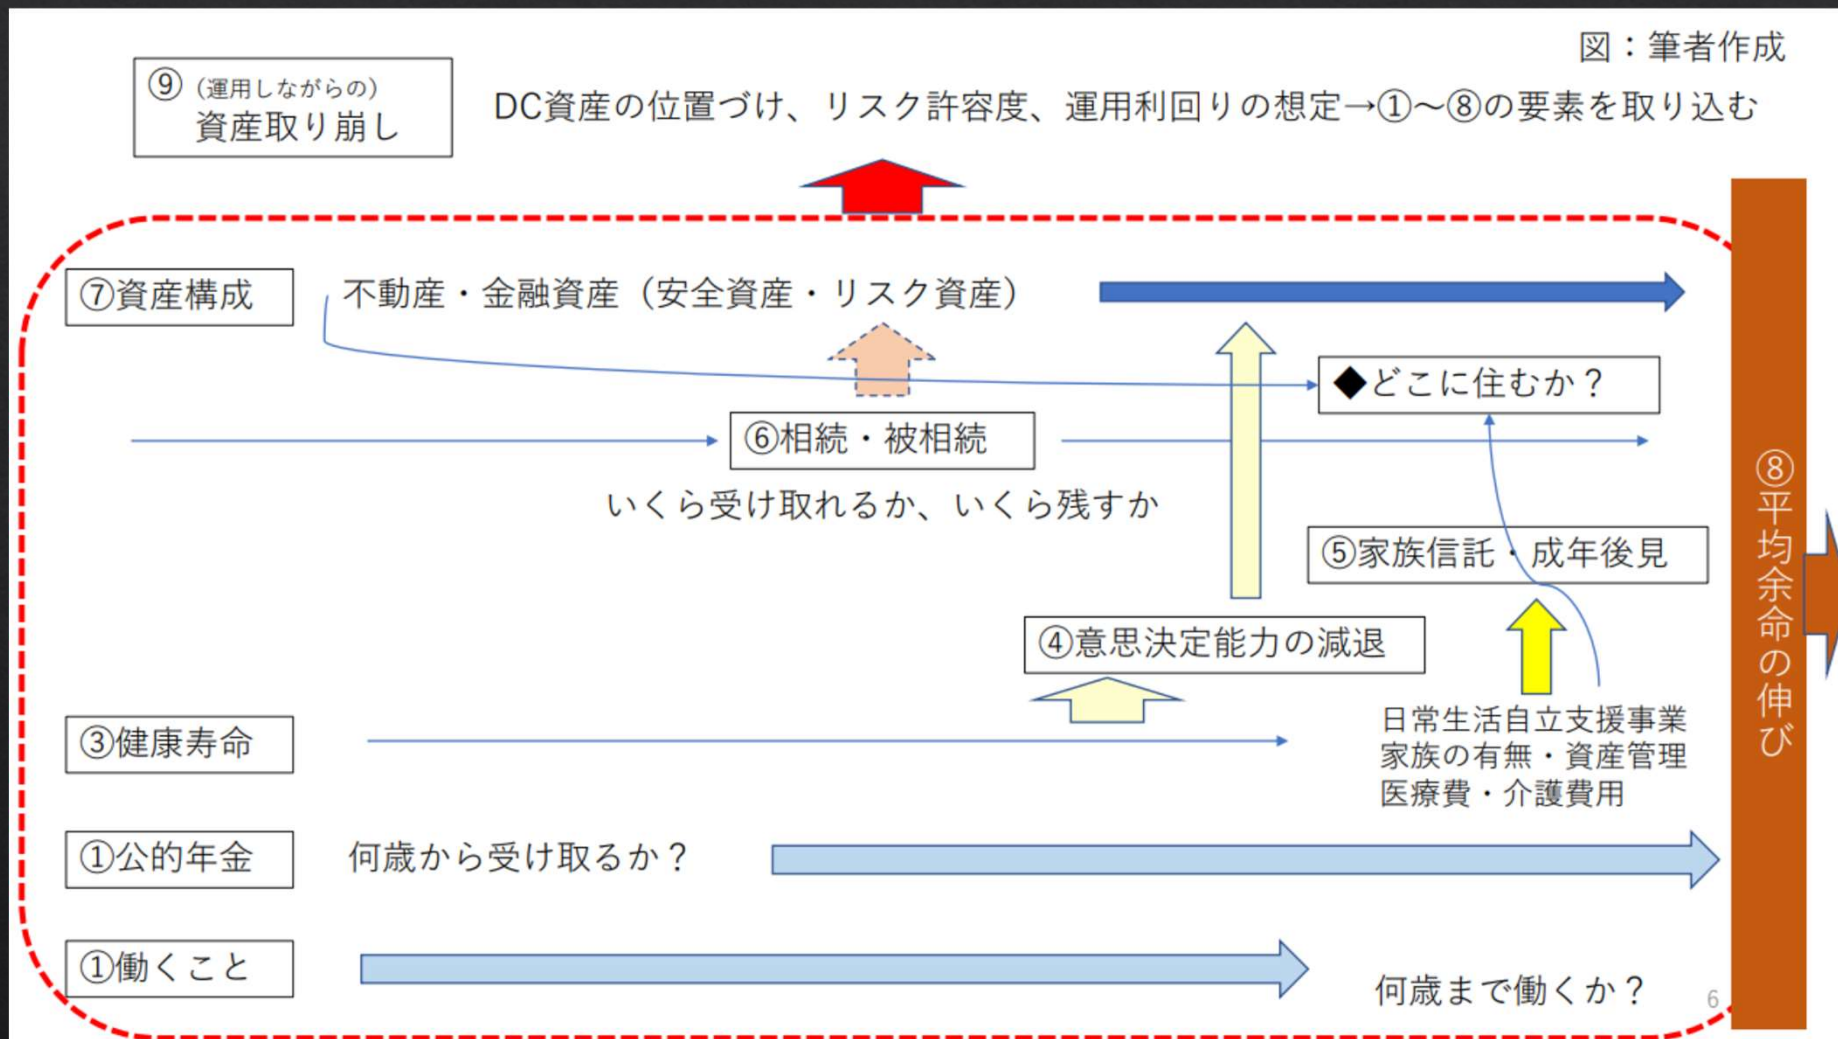 図：筆者作成
⑨（運用しながらの）
資産取り崩し
DC資産の位置づけ、リスク許容度、運用利回りの想定→①～⑧の要素を取り込む
⑦資産構成
不動産・金融資産（安全資産・リスク資産）
◆どこに住むか？
⑥相続・被相続
いくら受け取れるか、いくら残すか
⑤家族信託・成年後見
④意思決定能力の減退
③健康寿命
日常生活自立支援事業
家族の有無・資産管理
医療費・介護費用
①公的年金
何歳から受け取るか？
①働くこと
何歳まで働くか？
6
⑧平均余命の伸び